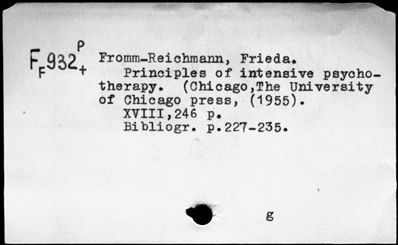 P
F F 932+
Fromm-Reichmann, Frieda.
Principles of intensive psycho-
therapy. (Chicago,The University
of Chicago press, (1955).
XVIII,246 p.
Bibliogr. p.227-235.
g